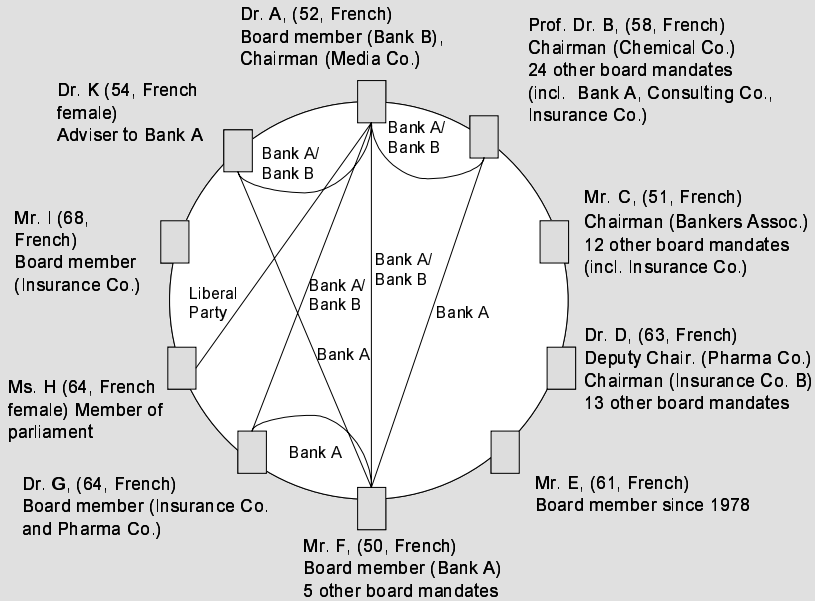 Dr. A, (52, French)
Board member (Bank B),
Chairman (Media Co.)
Prof. Dr. B, (58, French)
Chairman (Chemical Co.)
24 other board mandates
(incl. Bank A, Consulting Co.,
Insurance Co.)
Dr. K (54, French
female)
Adviser to Bank A
Bank A/
Bank B
Bank A/
Bank B
Mr. C, (51, French)
Chairman (Bankers Assoc.)
12 other board mandates
(incl. Insurance Co.)
Mr. I (68,
French)
Board member
(Insurance Co.)
Liberal
Party
Bank A/
Bank B
Bank A/
Bank B
Bank A
Bank A
Dr. D, (63, French)
Deputy Chair. (Pharma Co.)
Chairman (Insurance Co. B)
13 other board mandates
Ms. H (64, French
female) Member of
parliament
Bank A
Dr. G, (64, French)
Board member (Insurance Co.
and Pharma Co.)
Mr. E, (61, French)
Board member since 1978
Mr. F, (50, French)
Board member (Bank A)
5 other board mandates